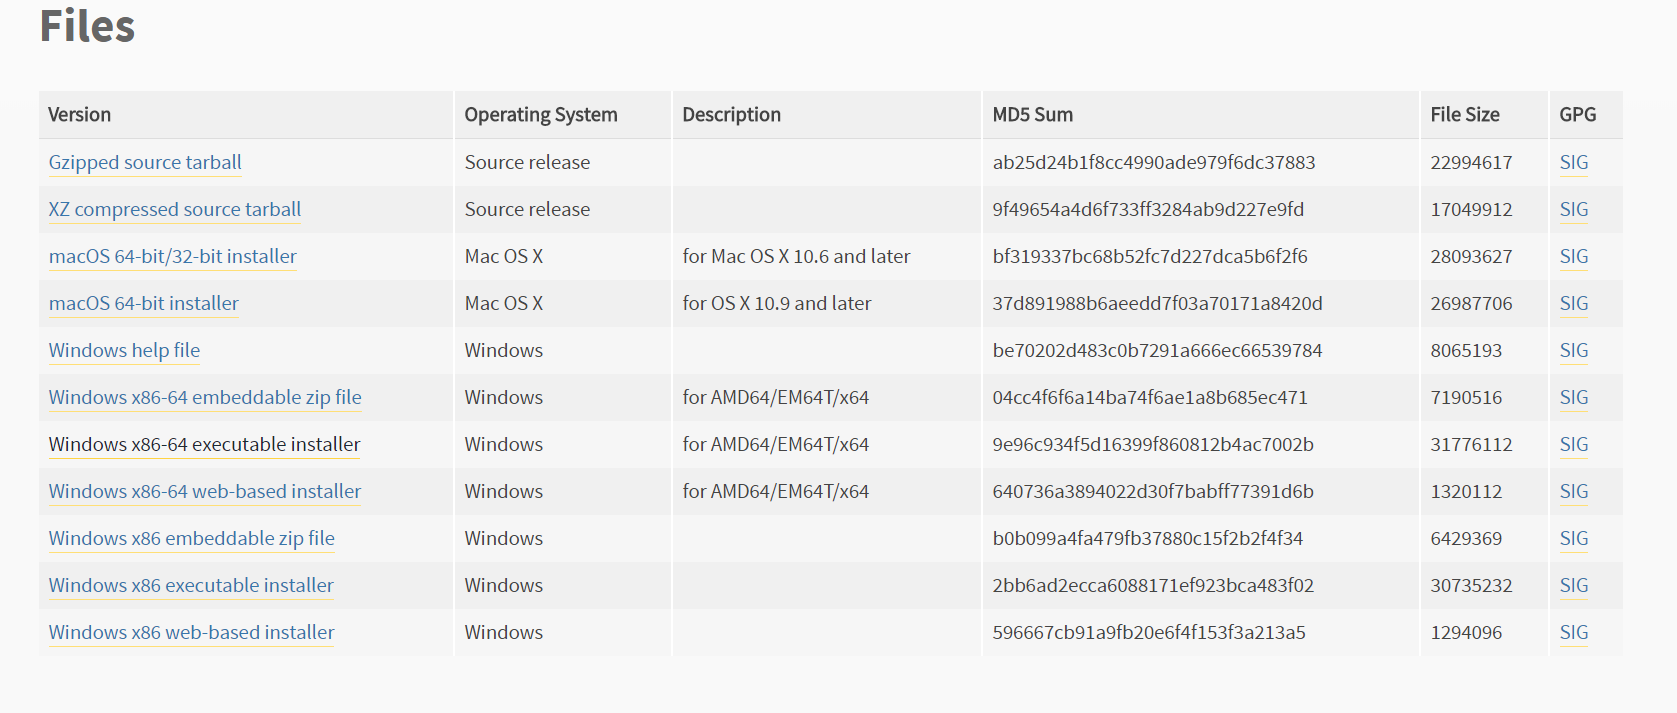 Files
Version Operating System Description MD5 Sum File Size GPG
Gzipped source tarball Source release ab25d24b1f8cc4990ade979f6dc37883 22994617 SIG
XZ compressed source tarball Source release 9f49654a4d6f733ff3284ab9d227e9fd 17049912 SIG
macOS 64-bit/32-bit installer Mac OS X for Mac OS X 10.6 and later bf319337bc68b52fc7d227dca5b6f2f6 28093627 SIG
macOS 64-bit installer Mac OS X for OS X 10.9 and later 37d891988b6aeedd7f03a70171a8420d 26987706 SIG
Windows help file Windows be70202d483c0b7291a666ec66539784 8065193 SIG
Windows x86-64 embeddable zip file Windows for AMD64/EM64T/x64 04cc4f6f6a14ba74f6ae1a8b685ec471 7190516 SIG
Windows x86-64 executable installer Windows for AMD64/EM64T/x64 9e96c934f5d16399f860812b4ac7002b 31776112 SIG
Windows x86-64 web-based installer Windows for AMD64/EM64T/x64 640736a3894022d30f7babff77391d6b 1320112 SIG
Windows x86 embeddable zip file Windows b0b099a4fa479fb37880c15f2b2f4f34 6429369 SIG
Windows x86 executable installer Windows 2bb6ad2ecca6088171ef923bca483f02 30735232 SIG
Windows x86 web-based installer Windows 596667cb91a9fb20e6f4f153f3a213a5 1294096 SIG